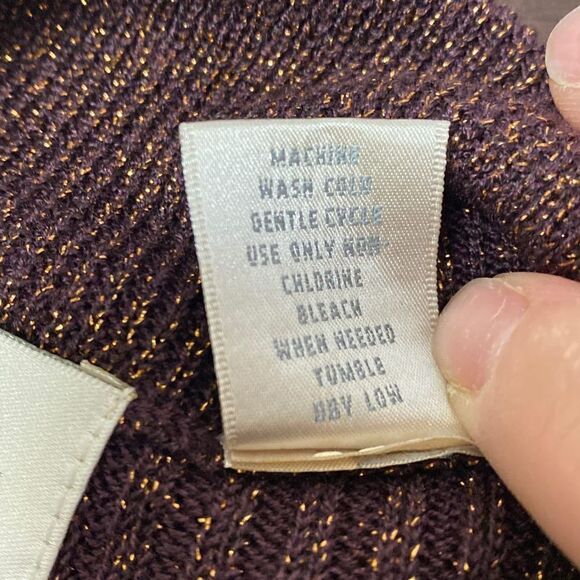 MACHINE
WASH COLD
GENTLE CYCLE
USE ONLY NON-
CHLORINE
BLEACH
WHEN NEEDED
TUMBLE
DRY LOW